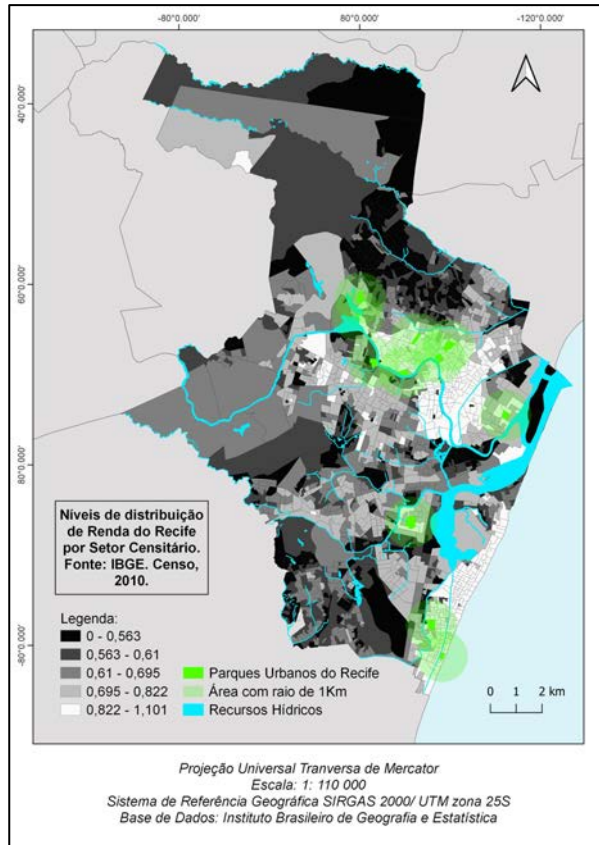 -80°0.000'
80°0.000'
-120°0.000'
40°0.000'
60°0.000'
80°0.000'
-80°0.000'
Níveis de distribuição
de Renda do Recife
por Setor Censitário.
Fonte: IBGE. Censo,
2010.
Legenda:
0 - 0,563
0,563 - 0,61
0,61 - 0,695
0,695 - 0,822
0,822 - 1,101
Parques Urbanos do Recife
Área com raio de 1Km
Recursos Hídricos
0 1 2 km
Projeção Universal Tranversa de Mercator
Escala: 1: 110 000
Sistema de Referência Geográfica SIRGAS 2000/ UTM zona 25S
Base de Dados: Instituto Brasileiro de Geografia e Estatística